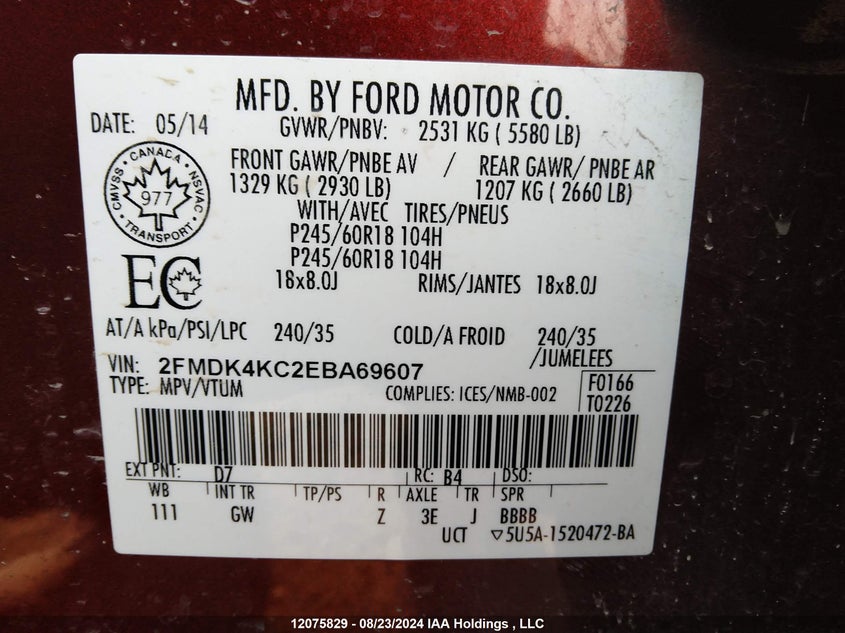 MFD. BY FORD MOTOR CO.
DATE: 05/14
GVWR/PNBV: 2531 KG ( 5580 LB)
FRONT GAWR/PNBE AV / REAR GAWR/ PNBE AR
1329 KG ( 2930 LB) 1207 KG ( 2660 LB)
WITH/AVEC TIRES/PNEUS
P245/60R18 104H
P245/60R18 104H
18x8.0J RIMS/JANTES 18x8.0J
CMVSS • CANADA • NSVAC • TRANSPORT •
977
EC
AT/A kPa/PSI/LPC 240/35 COLD/A FROID 240/35
/JUMELEES
VIN: 2FMDK4KC2EBA69607
TYPE: MPV/VTUM COMPLIES: ICES/NMB-002
F0166
T0226
EXT PNT: D7 RC: B4 DSO:
WB INT TR TP/PS R AXLE TR SPR
111 GW Z 3E J BBBB
UCT ▽5U5A-1520472-BA
12075829 - 08/23/2024 IAA Holdings , LLC